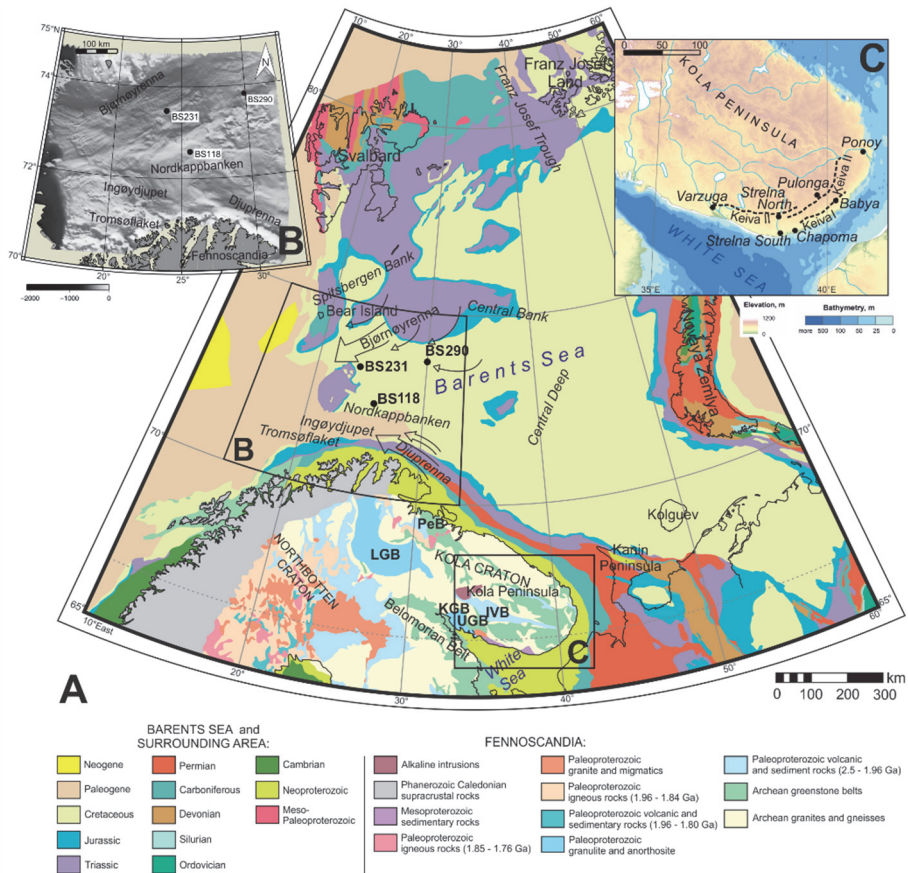 75°N
100 km
N
74°
72°
70°
20°
25°
30°
Bjørnøyrenna
BS290
BS231
BS118
Nordkappbanken
Ingøydjupet
Djuprenna
Tromsøflaket
Fennoscandia
B
−2000
−1000
0
10°
20°
30°
40°
50°
60°
80°
Franz Josef
Land
Franz Josef Trough
Svalbard
0
50
100
C
KOLA PENINSULA
Ponoy
Pulonga
Keiva II
Babya
Varzuga
Strelna
North
Keiva II
Keiva I
Strelna South
Chapoma
WHITE SEA
35°E
40°E
Elevation, m
1200
0
Bathymetry, m
more
500
100
50
25
0
Spitsbergen Bank
Bear Island
Bjørnøyrenna
Central Bank
BS290
BS231
BS118
Barents Sea
Nordkappbanken
Central Deep
Novaya Zemlya
Ingøydjupet
Tromsøflaket
Djuprenna
B
70°
70°
Kolguev
Kanin
Peninsula
PeB
LGB
KOLA CRATON
Kola Peninsula
NORTHBOTTEN
CRATON
KGB
IVB
UGB
Belomorian Belt
White
Sea
C
65°
65°
10°East
20
30
40
50
60
A
km
0
100
200
300
BARENTS SEA and
SURROUNDING AREA:
Neogene
Paleogene
Cretaceous
Jurassic
Triassic
Permian
Carboniferous
Devonian
Silurian
Ordovician
Cambrian
Neoproterozoic
Meso-
Paleoproterozoic
FENNOSCANDIA:
Alkaline intrusions
Phanerozoic Caledonian
supracrustal rocks
Mesoproterozoic
sedimentary rocks
Paleoproterozoic
igneous rocks (1.85 - 1.76 Ga)
Paleoproterozoic
granite and migmatics
Paleoproterozoic
igneous rocks (1.96 - 1.84 Ga)
Paleoproterozoic volcanic and
sedimentary rocks (1.96 - 1.80 Ga)
Paleoproterozoic
granulite and anorthosite
Paleoproterozoic volcanic
and sediment rocks (2.5 - 1.96 Ga)
Archean greenstone belts
Archean granites and gneisses